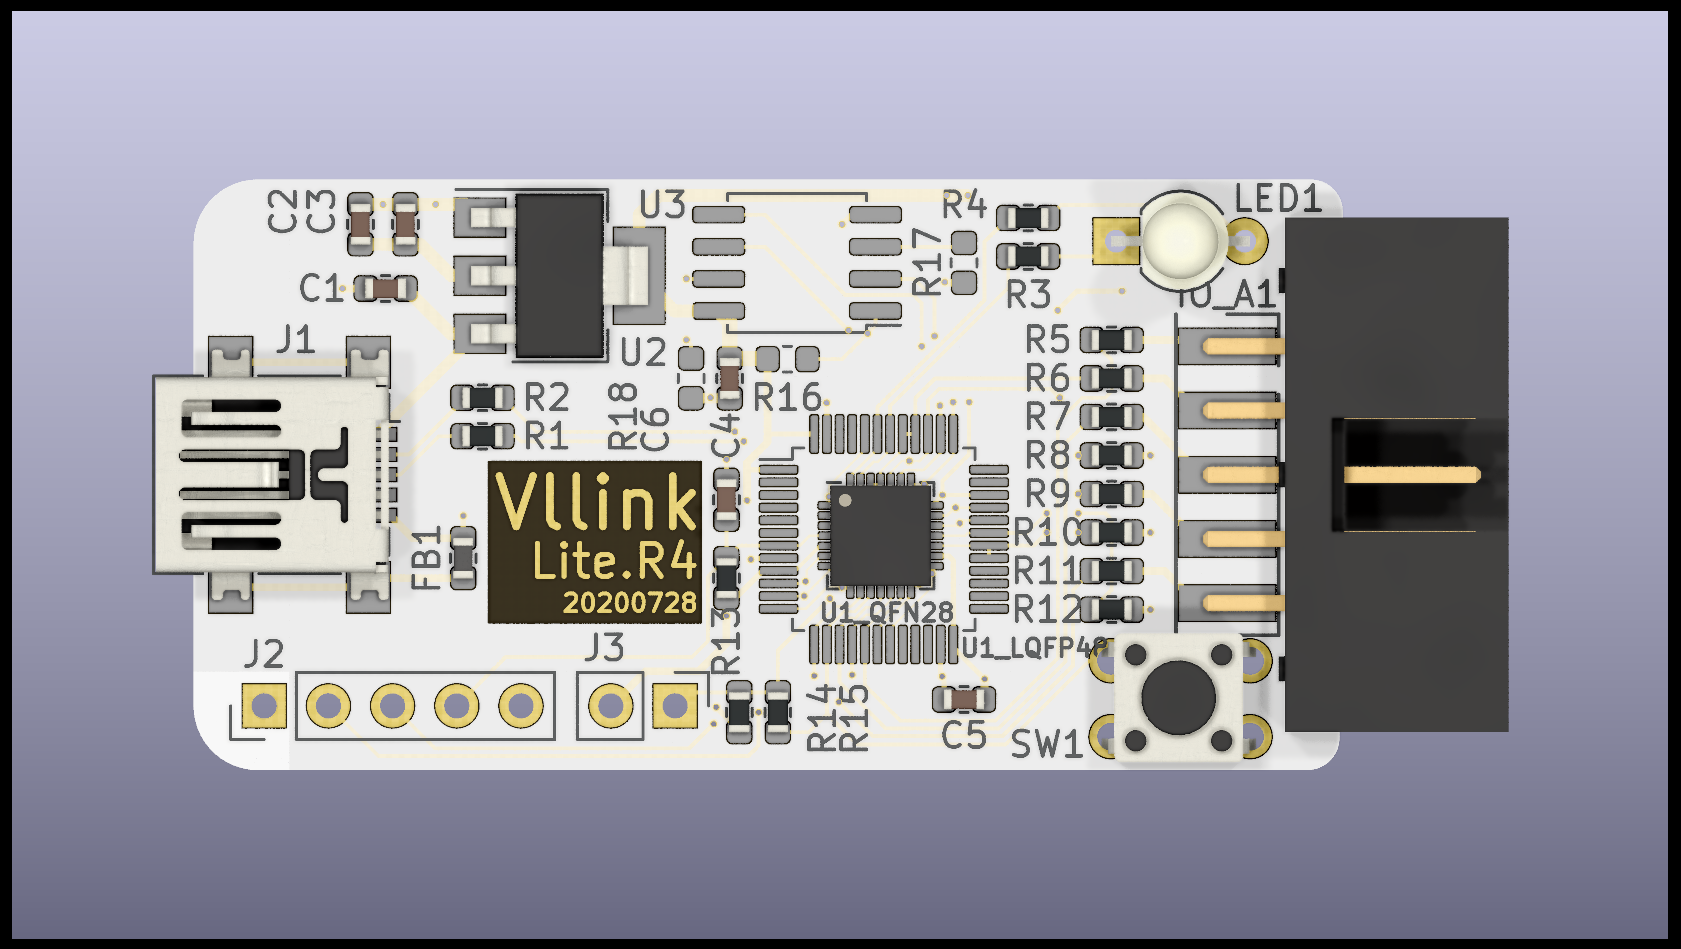 C2
C3
U3
R4
LED1
R17
C1
R3
IO_A1
J1
U2
R5
R6
R2
R16
R18
C6
R7
R1
C4
R8
Vllink
R9
Lite.R4
R10
FB1
R11
20200728
U1_QFN28
R12
R13
U1_LQFP48
J2
J3
R14
R15
C5
SW1